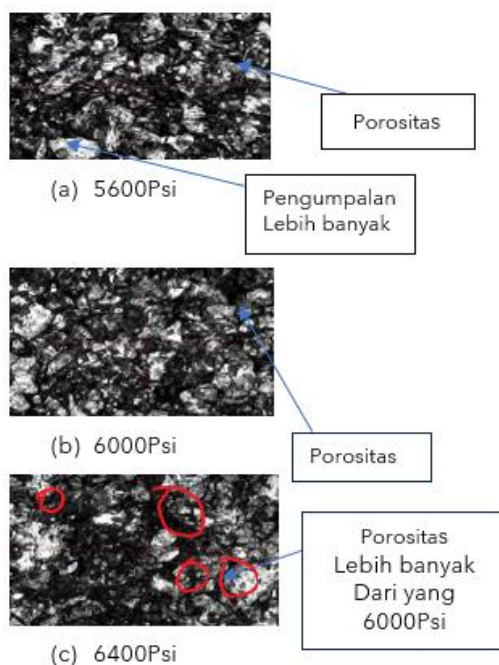 Porositas
(a) 5600Psi
Pengumpalan
Lebih banyak
(b) 6000Psi
Porositas
Porositas
Lebih banyak
Dari yang
6000Psi
(c) 6400Psi